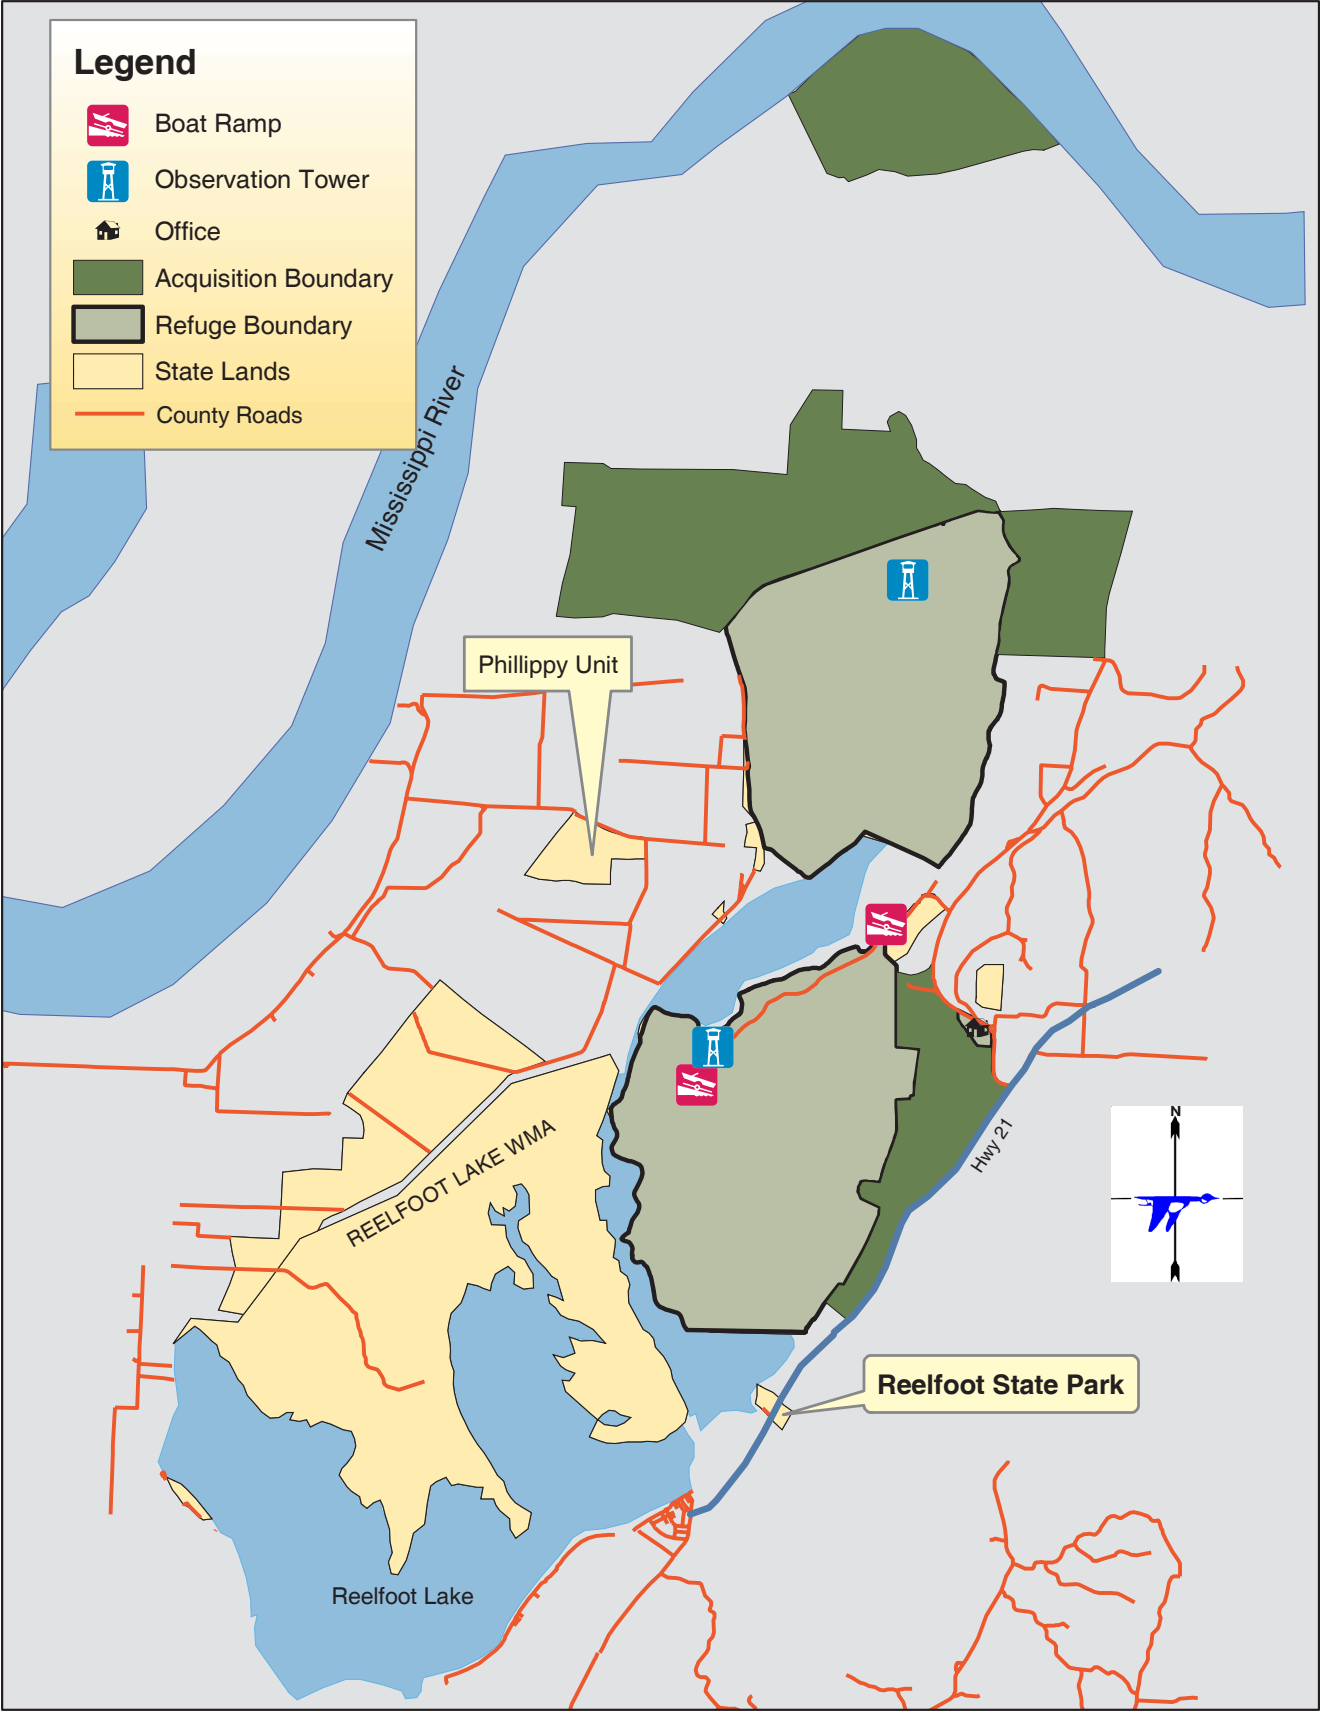 Legend
Boat Ramp
Observation Tower
Office
Acquisition Boundary
Refuge Boundary
State Lands
County Roads
Mississippi River
Phillippy Unit
REELFOOT LAKE WMA
Hwy 21
N
Reelfoot State Park
Reelfoot Lake